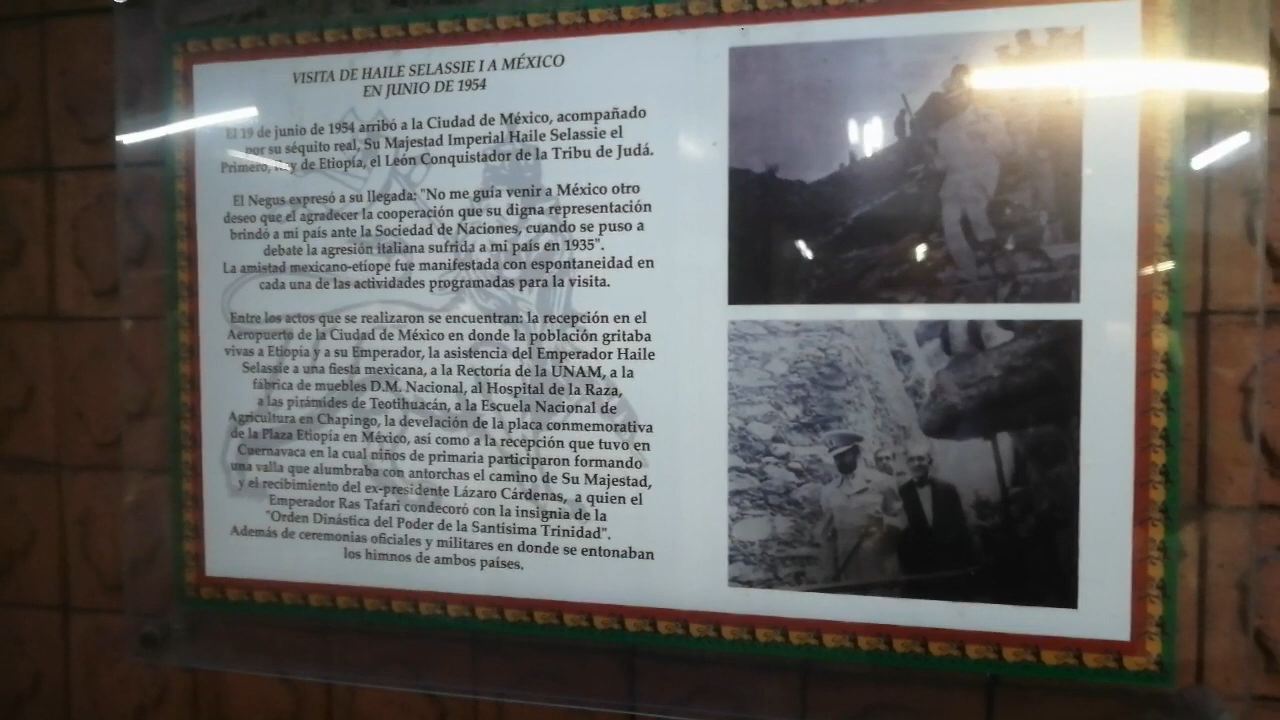 VISITA DE HAILE SELASSIE I A MÉXICO
EN JUNIO DE 1954
El 19 de junio de 1954 arribó a la Ciudad de México, acompañado
por su séquito real, Su Majestad Imperial Haile Selassie el
Primero, Rey de Etiopía, el León Conquistador de la Tribu de Judá.
El Negus expresó a su llegada: "No me guía venir a México otro
deseo que el agradecer la cooperación que su digna representación
brindó a mi país ante la Sociedad de Naciones, cuando se puso a
debate la agresión italiana sufrida a mi país en 1935".
La amistad mexicano-etíope fue manifestada con espontaneidad en
cada una de las actividades programadas para la visita.
Entre los actos que se realizaron se encuentran: la recepción en el
Aeropuerto de la Ciudad de México en donde la población gritaba
vivas a Etiopía y a su Emperador, la asistencia del Emperador Haile
Selassie a una fiesta mexicana, a la Rectoría de la UNAM, a la
fábrica de muebles D.M. Nacional, al Hospital de la Raza,
a las pirámides de Teotihuacán, a la Escuela Nacional de
Agricultura en Chapingo, la develación de la placa conmemorativa
de la Plaza Etiopía en México, así como a la recepción que tuvo en
Cuernavaca en la cual niños de primaria participaron formando
una valla que alumbraba con antorchas el camino de Su Majestad,
y el recibimiento del ex-presidente Lázaro Cárdenas, a quien el
Emperador Ras Tafari condecoró con la insignia de la
"Orden Dinástica del Poder de la Santísima Trinidad".
Además de ceremonias oficiales y militares en donde se entonaban
los himnos de ambos países.